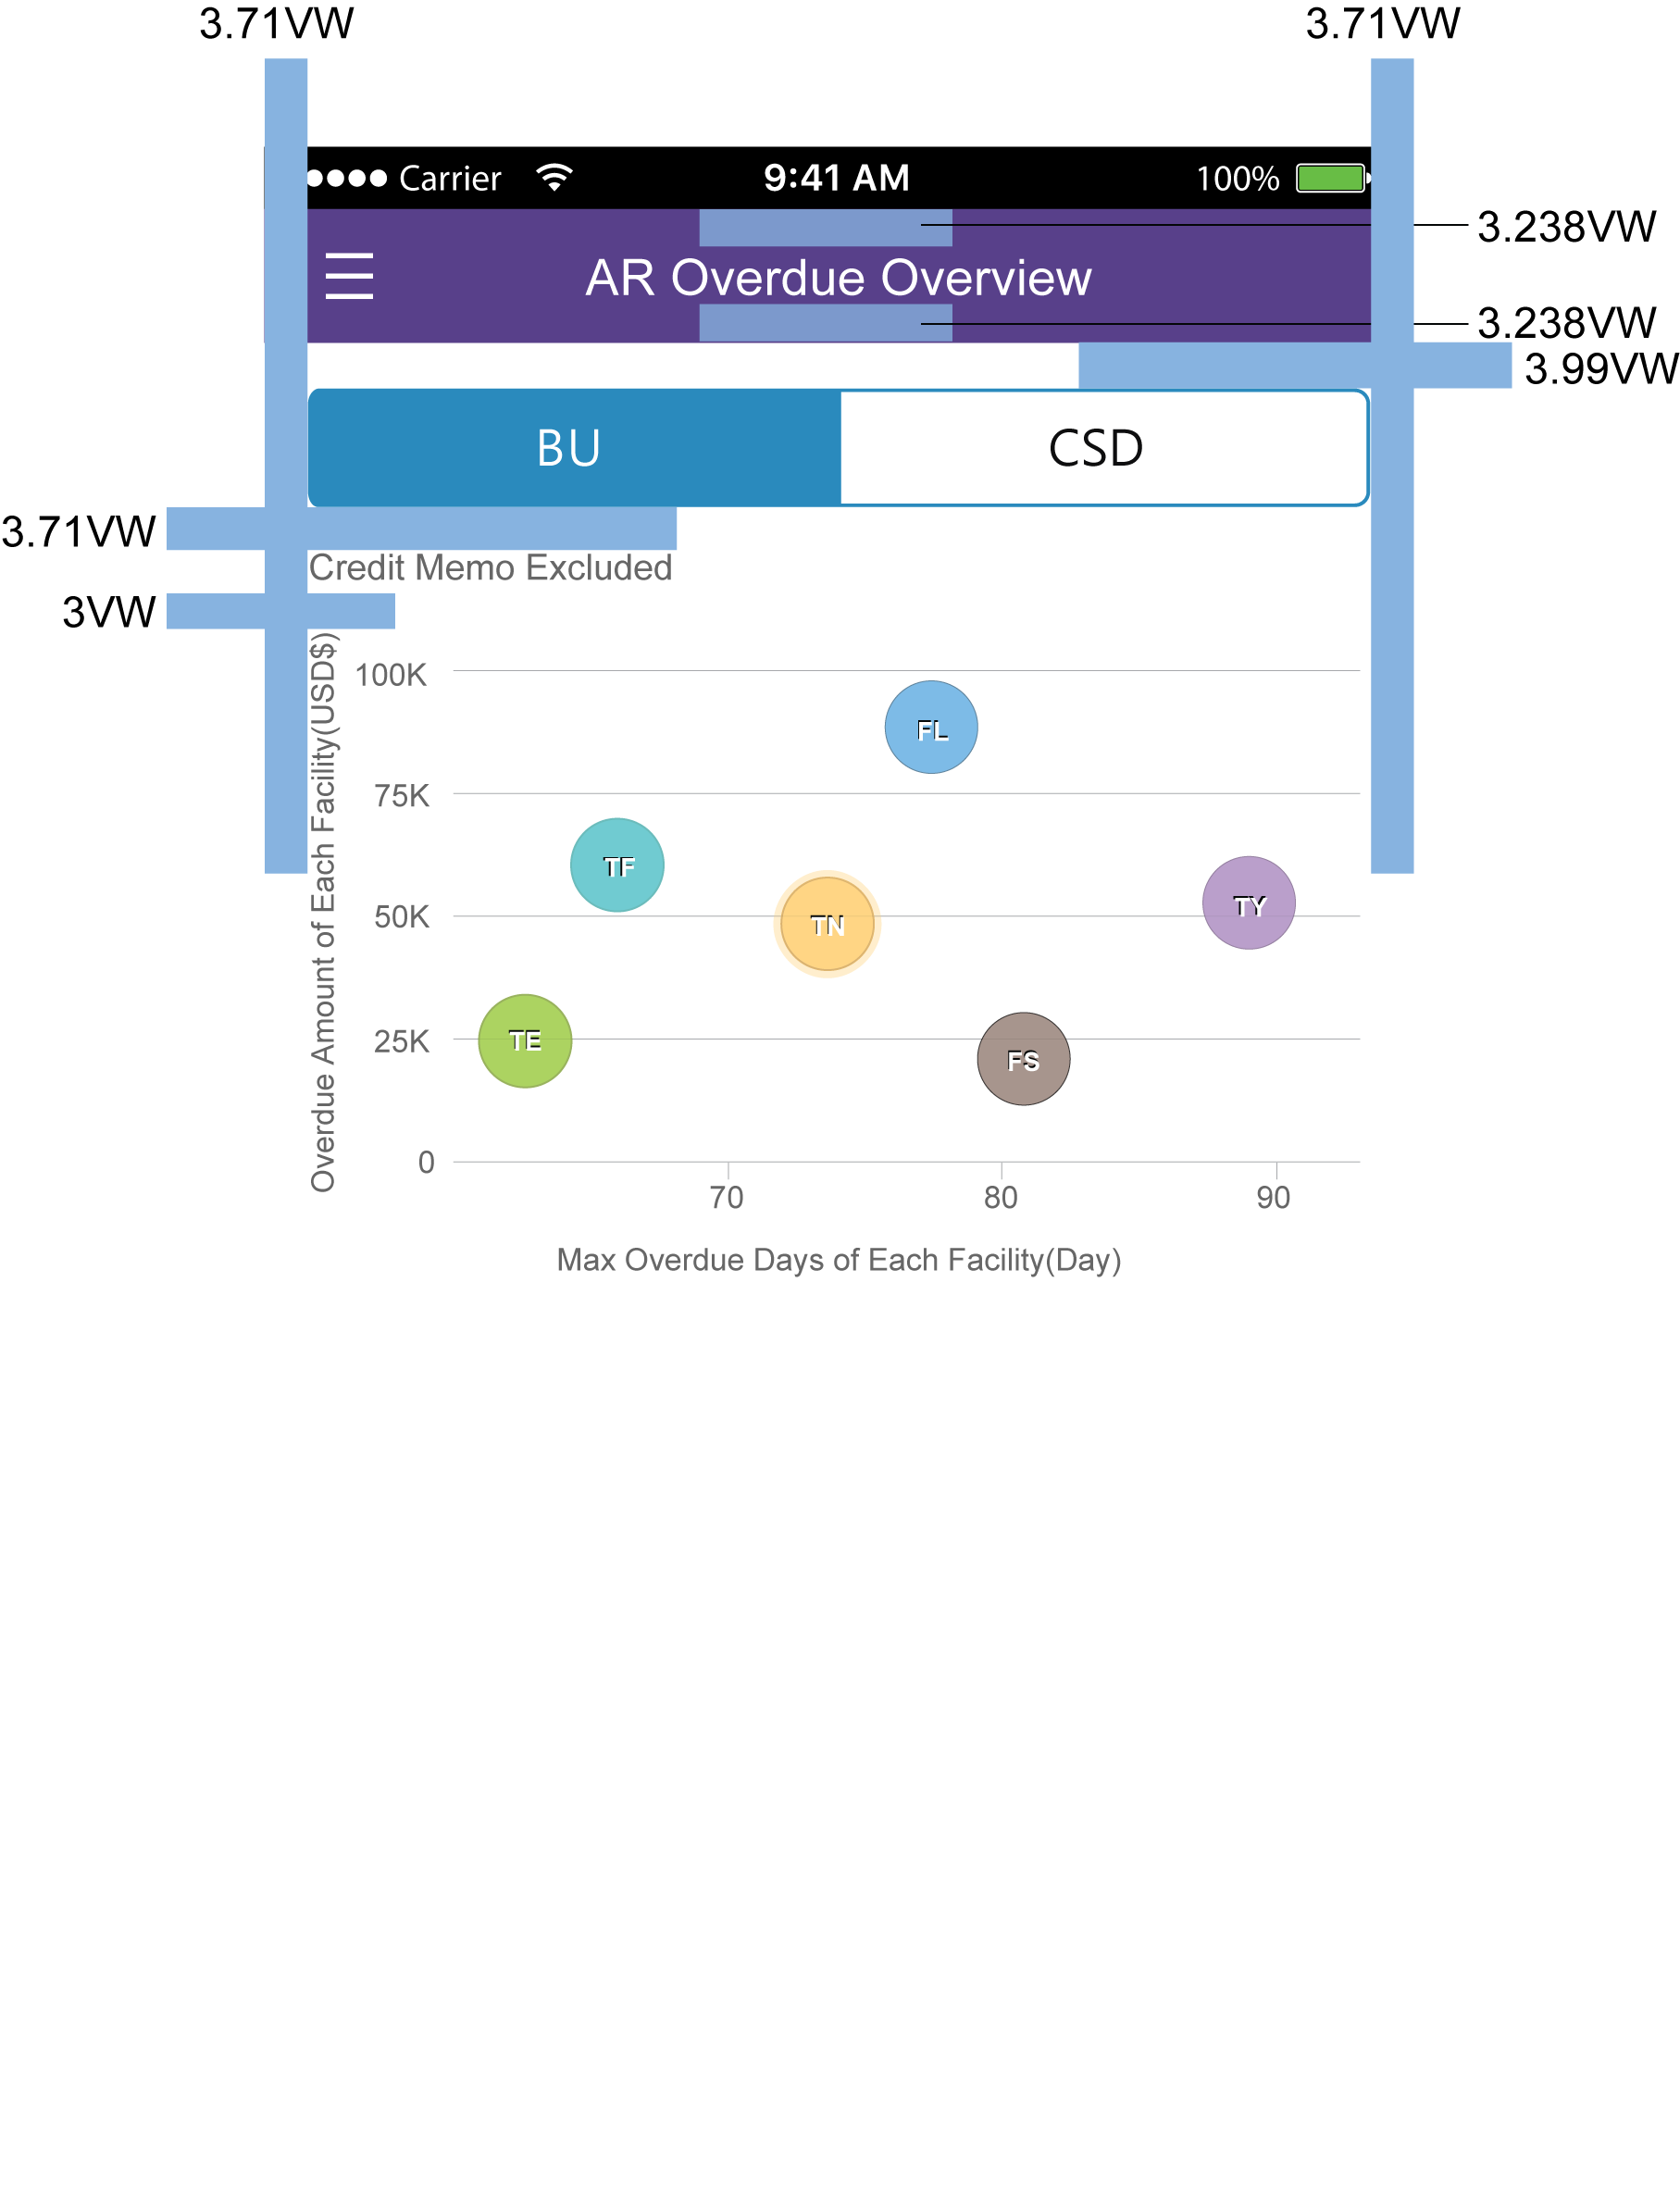 3.71VW
3.71VW
Carrier
9:41 AM
100%
3.238VW
AR Overdue Overview
3.238VW
3.99VW
BU
CSD
3.71VW
Credit Memo Excluded
3VW
Overdue Amount of Each Facility(USD$)
100K
FL
75K
TF
TY
50K
TN
25K
TE
FS
0
70
80
90
Max Overdue Days of Each Facility(Day)